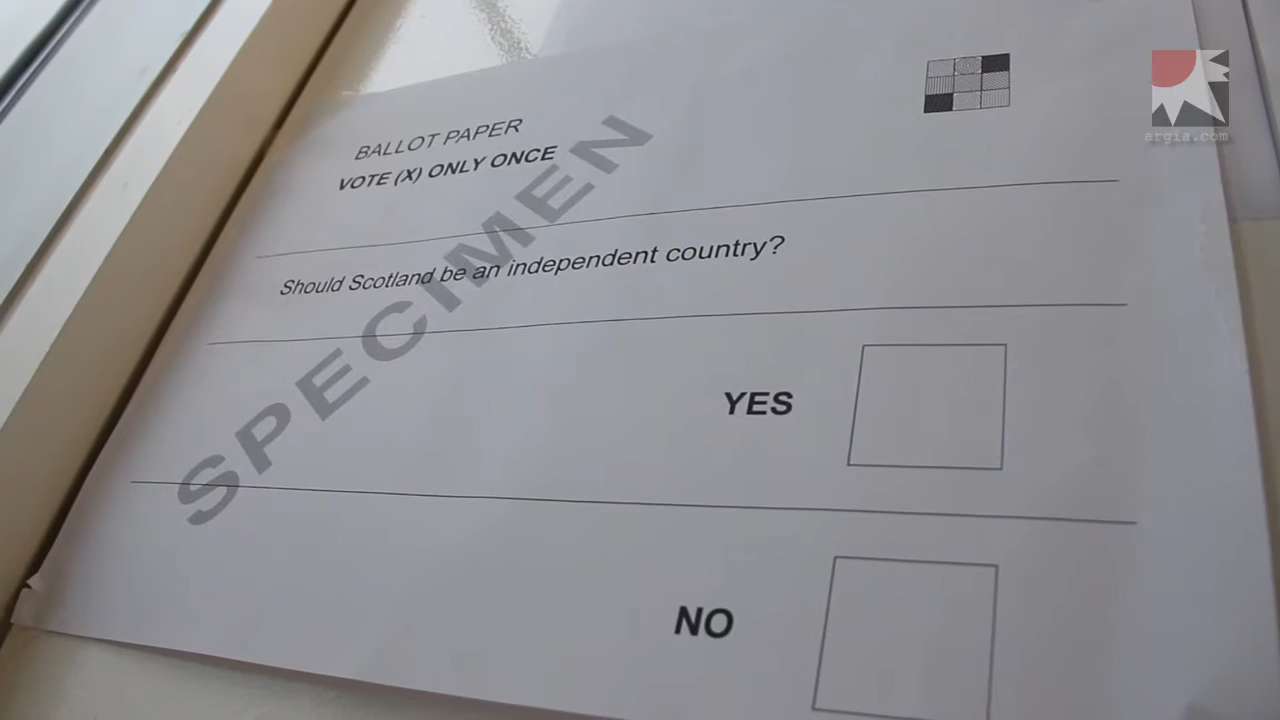 argia.com
BALLOT PAPER
VOTE (X) ONLY ONCE
SPECIMEN
Should Scotland be an independent country?
YES
NO